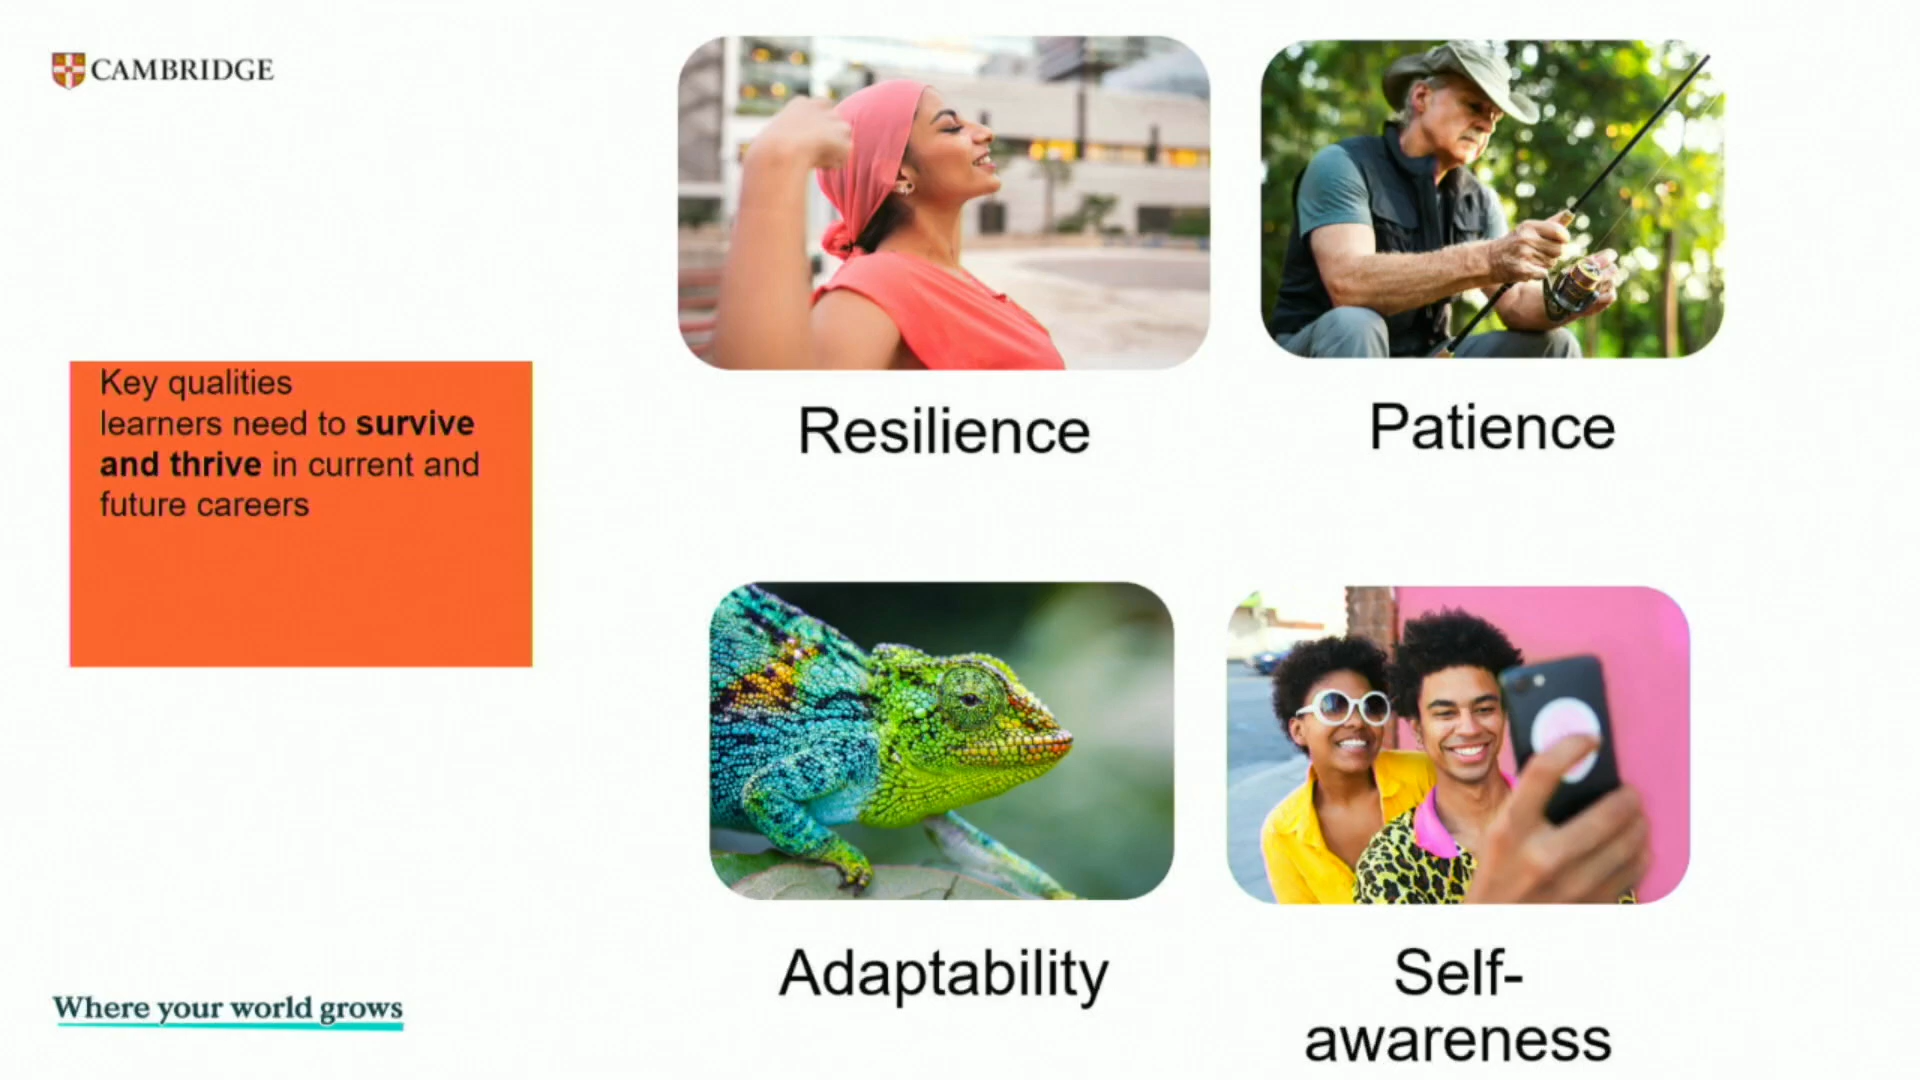 CAMBRIDGE
Key qualities
learners need to survive
and thrive in current and
future careers
Resilience
Patience
Adaptability
Self-
awareness
Where your world grows